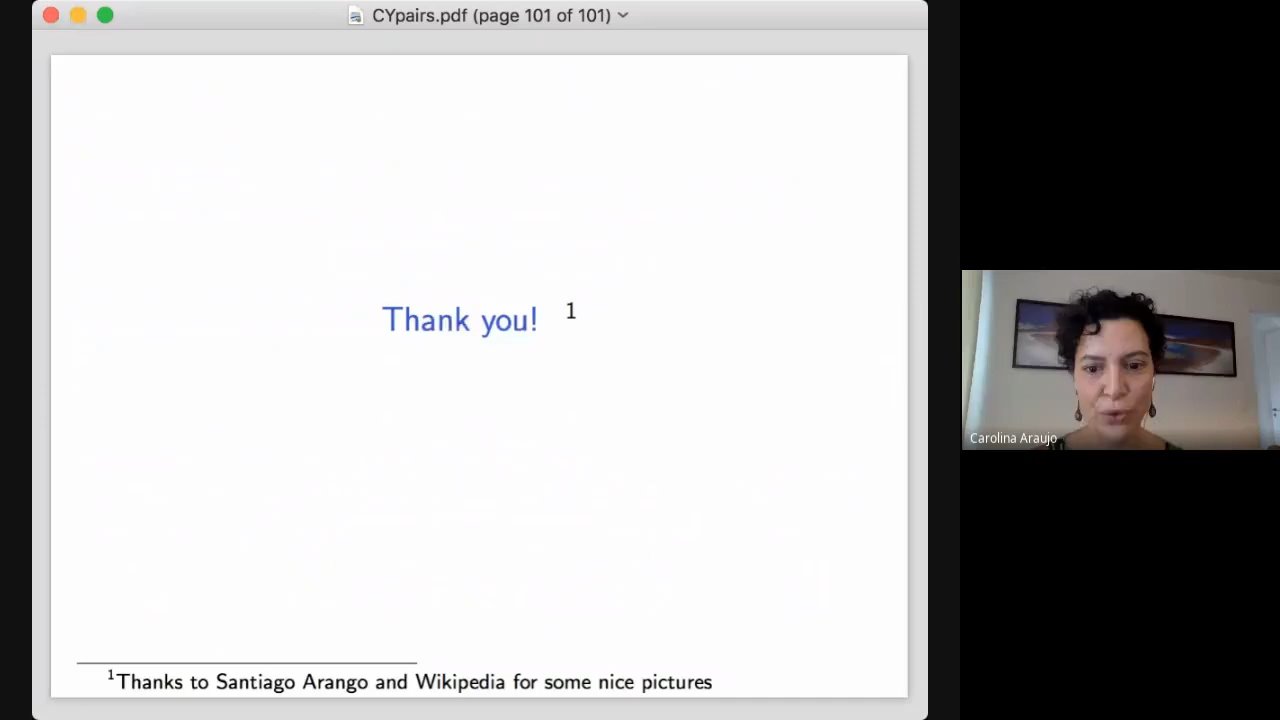 CYpairs.pdf (page 101 of 101)
Thank you! 1
1Thanks to Santiago Arango and Wikipedia for some nice pictures
Carolina Araujo